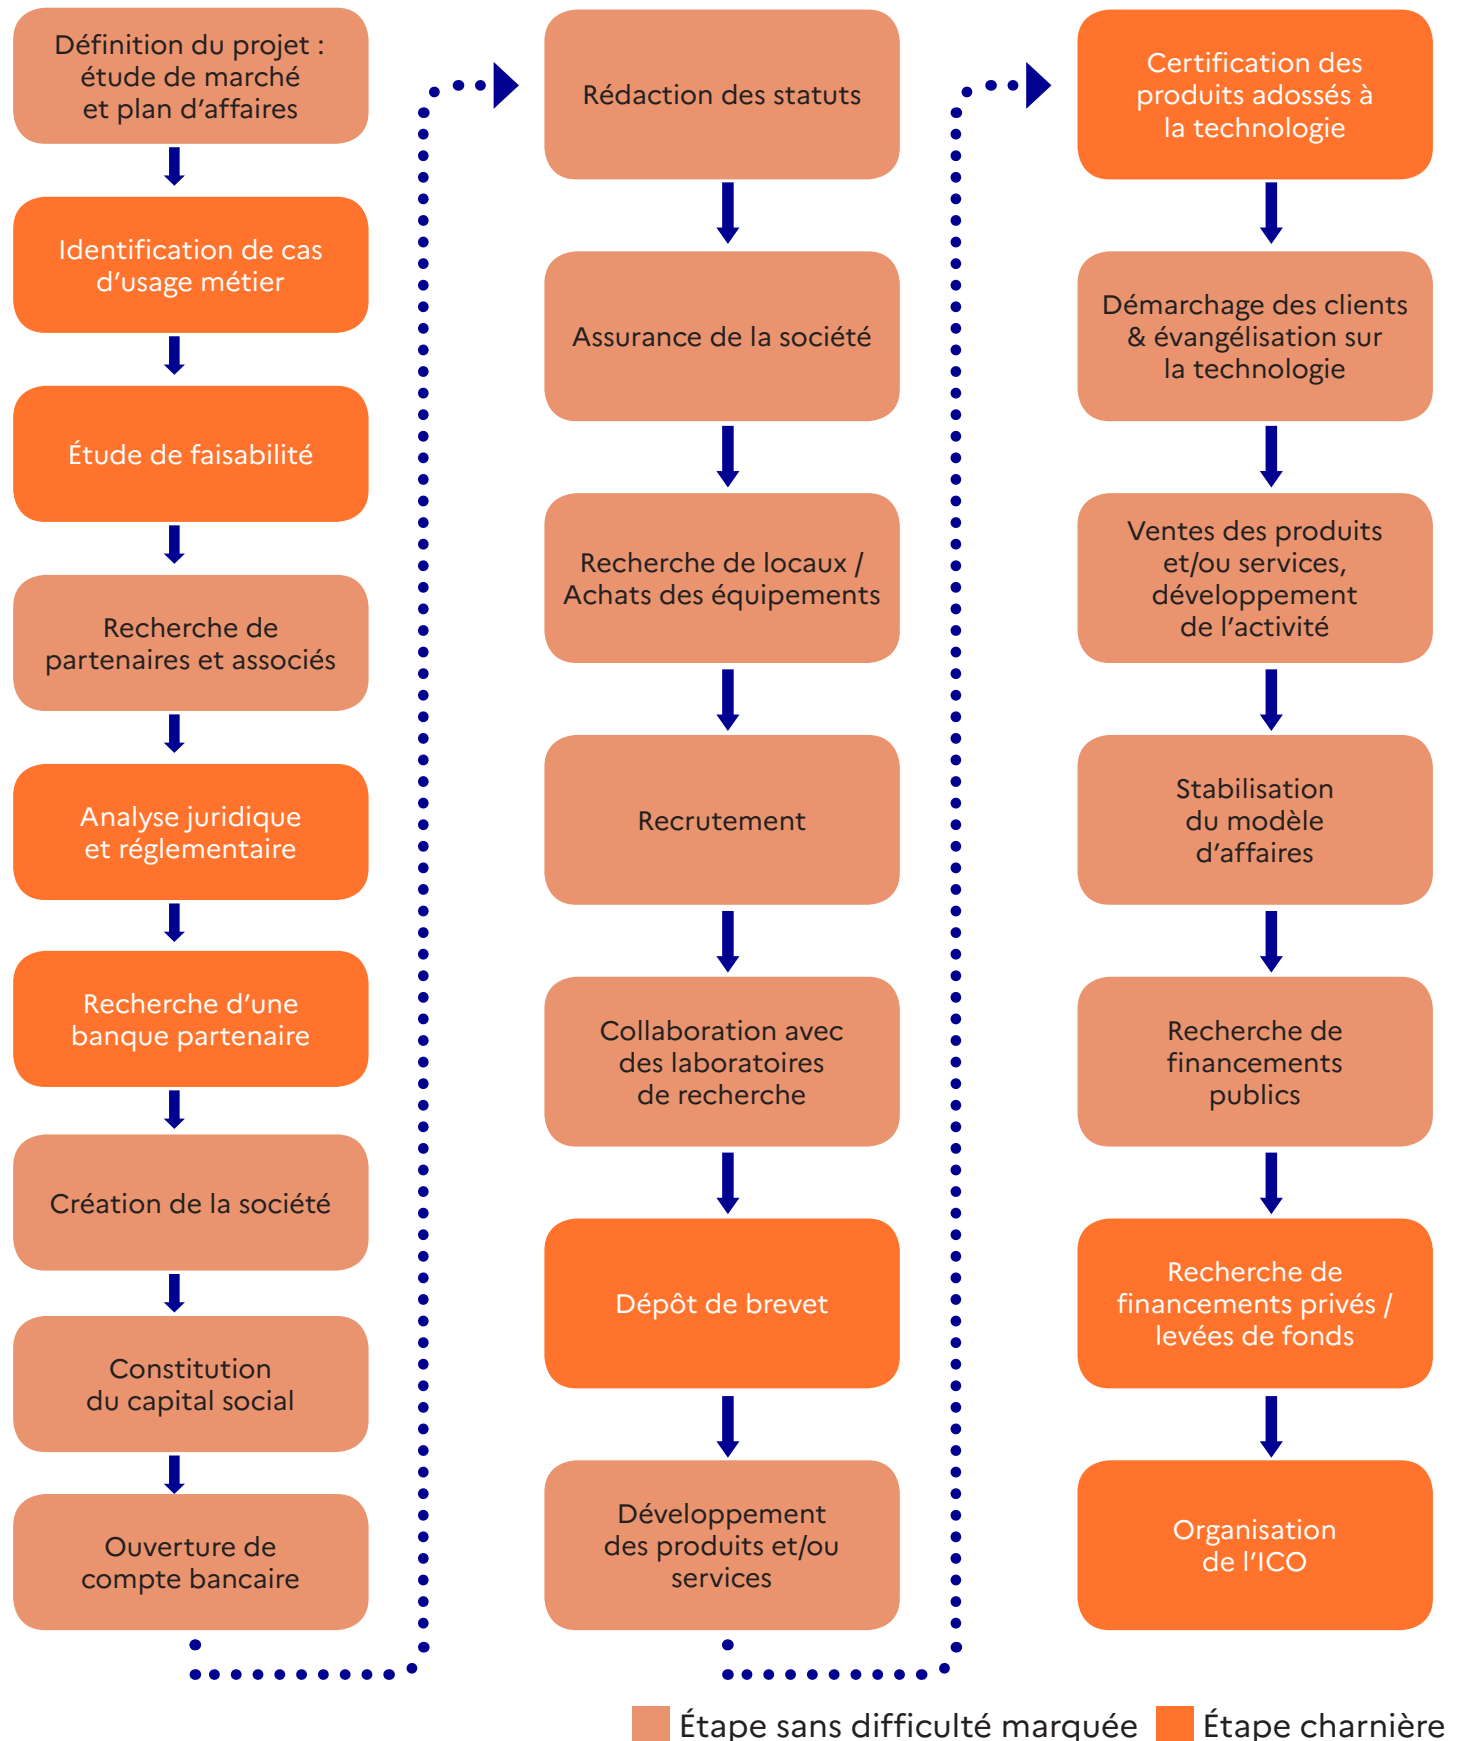 Définition du projet :
étude de marché
et plan d’affaires
Identification de cas
d’usage métier
Étude de faisabilité
Recherche de
partenaires et associés
Analyse juridique
et réglementaire
Recherche d’une
banque partenaire
Création de la société
Constitution
du capital social
Ouverture de
compte bancaire
Rédaction des statuts
Assurance de la société
Recherche de locaux /
Achats des équipements
Recrutement
Collaboration avec
des laboratoires
de recherche
Dépôt de brevet
Développement
des produits et/ou
services
Certification des
produits adossés à
la technologie
Démarchage des clients
& évangélisation sur
la technologie
Ventes des produits
et/ou services,
développement
de l’activité
Stabilisation
du modèle
d’affaires
Recherche de
financements
publics
Recherche de
financements privés /
levées de fonds
Organisation
de l’ICO
Étape sans difficulté marquée
Étape charnière